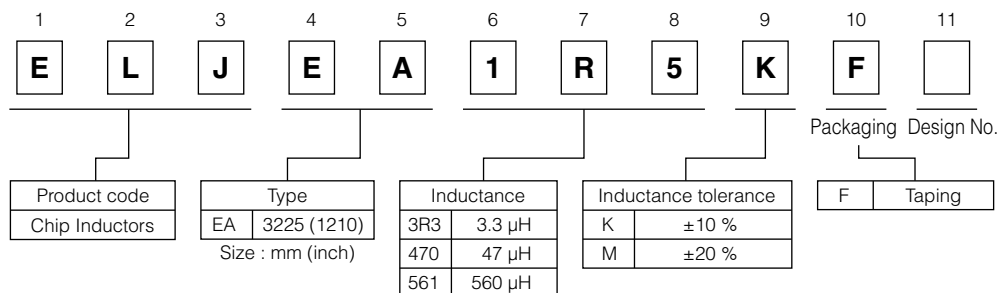 1 2 3 4 5 6 7 8 9 10 11
E L J E A 1 R 5 K F
Packaging Design No.
Product code Type Inductance Inductance tolerance F Taping
Chip Inductors EA 3225 (1210) 3R3 3.3 µH K ±10 %
Size : mm (inch) 470 47 µH M ±20 %
561 560 µH